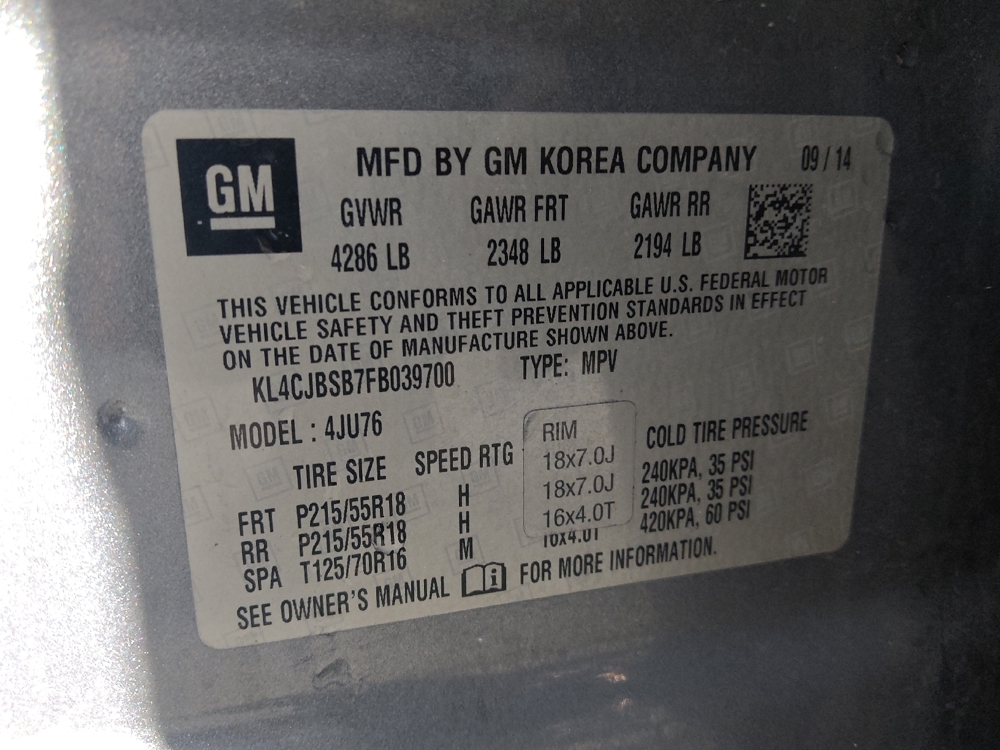 GM
MFD BY GM KOREA COMPANY 09 / 14
GVWR GAWR FRT GAWR RR
4286 LB 2348 LB 2194 LB
THIS VEHICLE CONFORMS TO ALL APPLICABLE U.S. FEDERAL MOTOR
VEHICLE SAFETY AND THEFT PREVENTION STANDARDS IN EFFECT
ON THE DATE OF MANUFACTURE SHOWN ABOVE.
KL4CJBSB7FB039700 TYPE: MPV
MODEL : 4JU76
TIRE SIZE SPEED RTG RIM COLD TIRE PRESSURE
FRT P215/55R18 H 18x7.0J 240KPA, 35 PSI
RR P215/55R18 H 18x7.0J 240KPA, 35 PSI
SPA T125/70R16 M 16x4.0T 420KPA, 60 PSI
16x4.0T
SEE OWNER'S MANUAL FOR MORE INFORMATION.